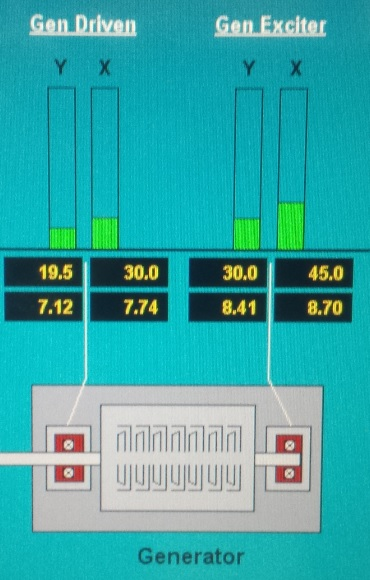 Gen Driven Gen Exciter
Y X Y X
19.5 30.0 30.0 45.0
7.12 7.74 8.41 8.70
Generator